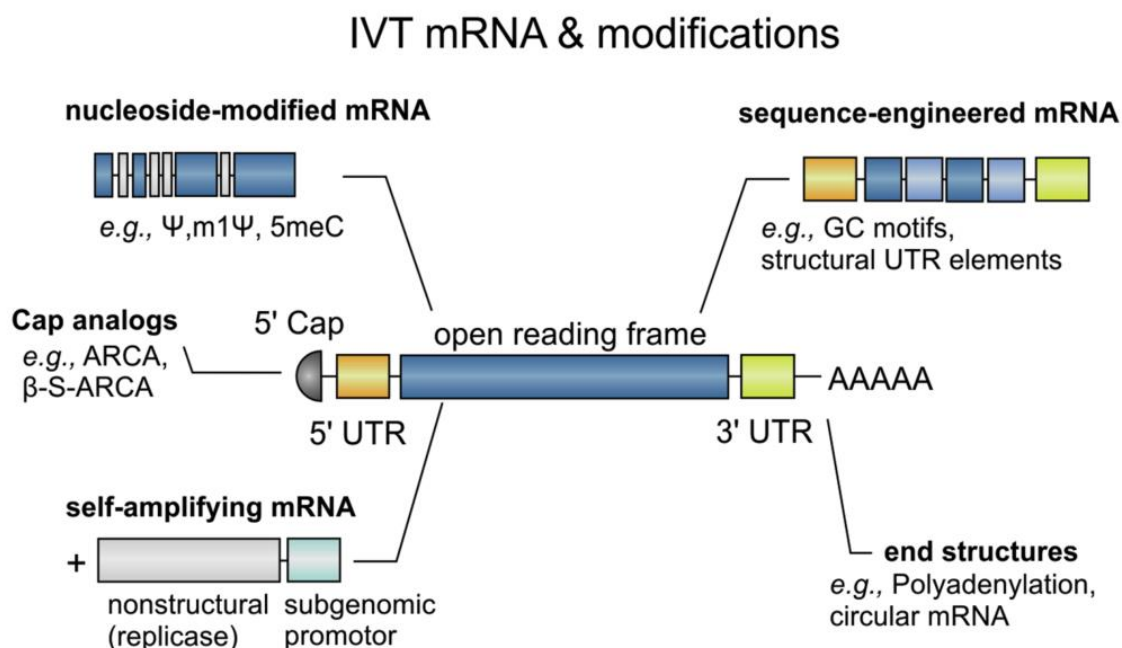 IVT mRNA & modifications
nucleoside-modified mRNA
e.g., Ψ,m1Ψ, 5meC
sequence-engineered mRNA
e.g., GC motifs,
structural UTR elements
Cap analogs
e.g., ARCA,
β-S-ARCA
5' Cap
open reading frame
AAAAA
5' UTR
3' UTR
self-amplifying mRNA
+
nonstructural
(replicase)
subgenomic
promotor
end structures
e.g., Polyadenylation,
circular mRNA